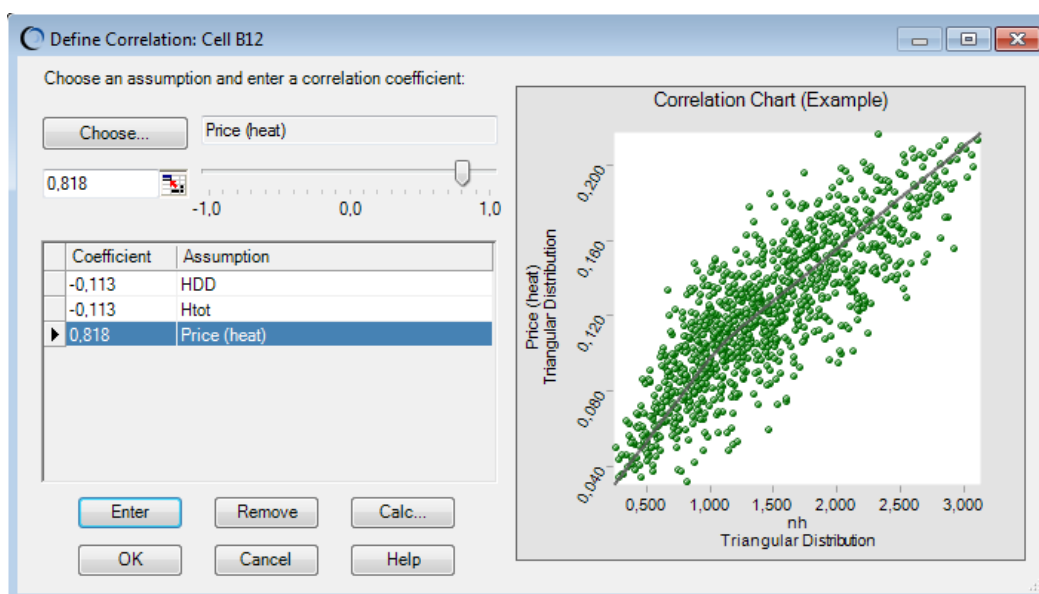 Define Correlation: Cell B12
Choose an assumption and enter a correlation coefficient:
Choose...
Price (heat)
0,818
-1,0 0,0 1,0
Coefficient Assumption
-0,113 HDD
-0,113 Htot
0,818 Price (heat)
Enter Remove Calc...
OK Cancel Help
Correlation Chart (Example)
Price (heat)
Triangular Distribution
0,200
0,160
0,120
0,080
0,040
0,500 1,000 1,500 2,000 2,500 3,000
nh
Triangular Distribution